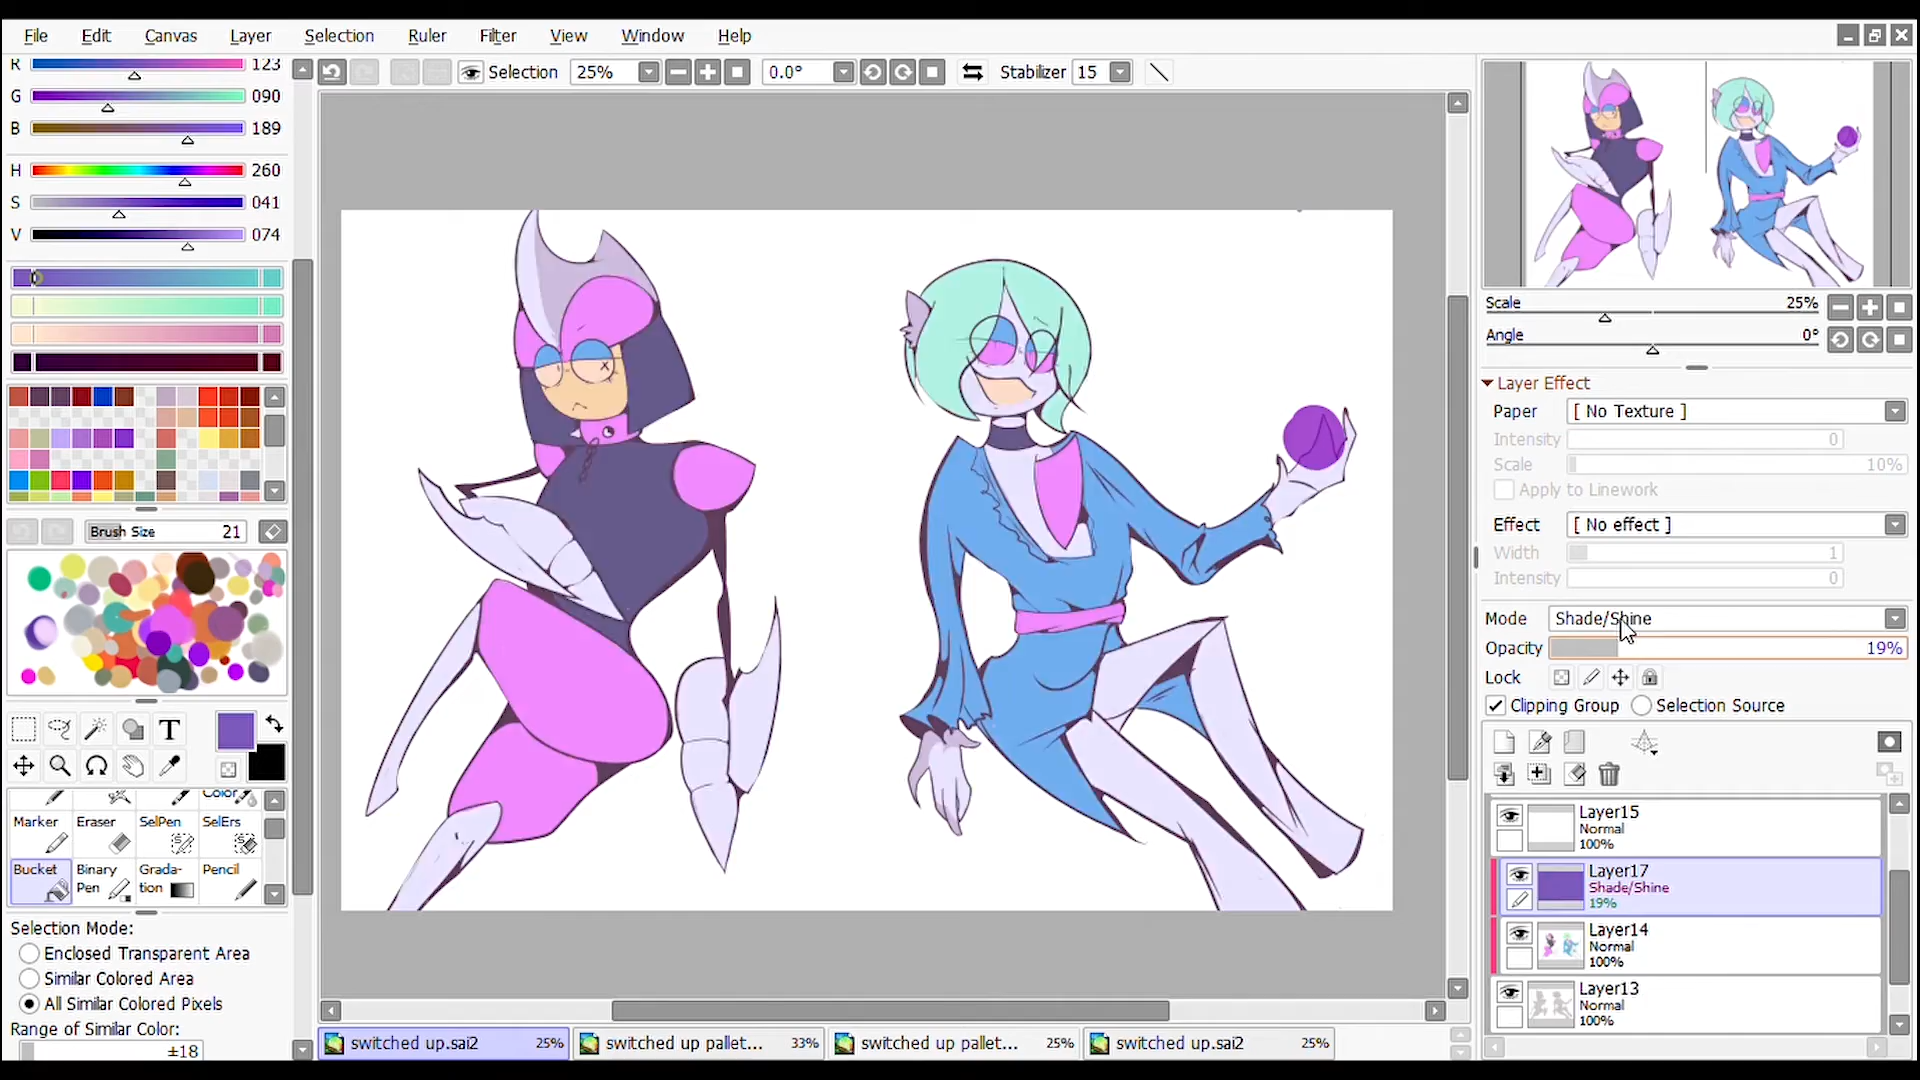 File Edit Canvas Layer Selection Ruler Filter View Window Help
R 123
G 090
B 189
H 260
S 041
V 074
Selection 25% 0.0° Stabilizer 15
Brush Size 21
T
Color
Marker Eraser SelPen SelErs
Bucket Binary Pen Grada-tion Pencil
Selection Mode:
Enclosed Transparent Area
Similar Colored Area
All Similar Colored Pixels
Range of Similar Color:
±18
switched up.sai2 25%
switched up pallet... 33%
switched up pallet... 25%
switched up.sai2 25%
Scale 25%
Angle 0°
Layer Effect
Paper [ No Texture ]
Intensity 0
Scale 10%
Apply to Linework
Effect [ No effect ]
Width 1
Intensity 0
Mode Shade/Shine
Opacity 19%
Lock
Clipping Group Selection Source
Layer15
Normal
100%
Layer17
Shade/Shine
19%
Layer14
Normal
100%
Layer13
Normal
100%